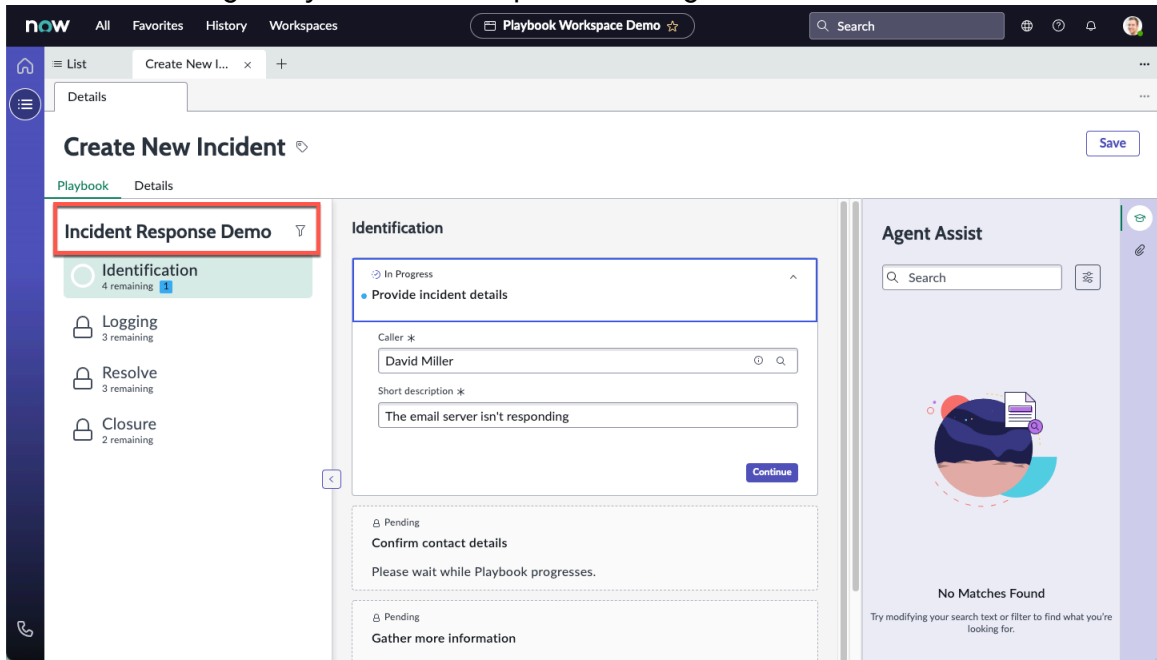 now All Favorites History Workspaces Playbook Workspace Demo Search
List Create New I... × +
Details
Create New Incident Save
Playbook Details
Incident Response Demo
Identification
4 remaining 1
Logging
3 remaining
Resolve
3 remaining
Closure
2 remaining
Identification
In Progress
Provide incident details
Caler *
David Miller
Short description *
The email server isn't responding
Continue
Pending
Confirm contact details
Please wait while Playbook progresses.
Pending
Gather more information
Agent Assist
Search
No Matches Found
Try modifying your search text or filter to find what you're
looking for.